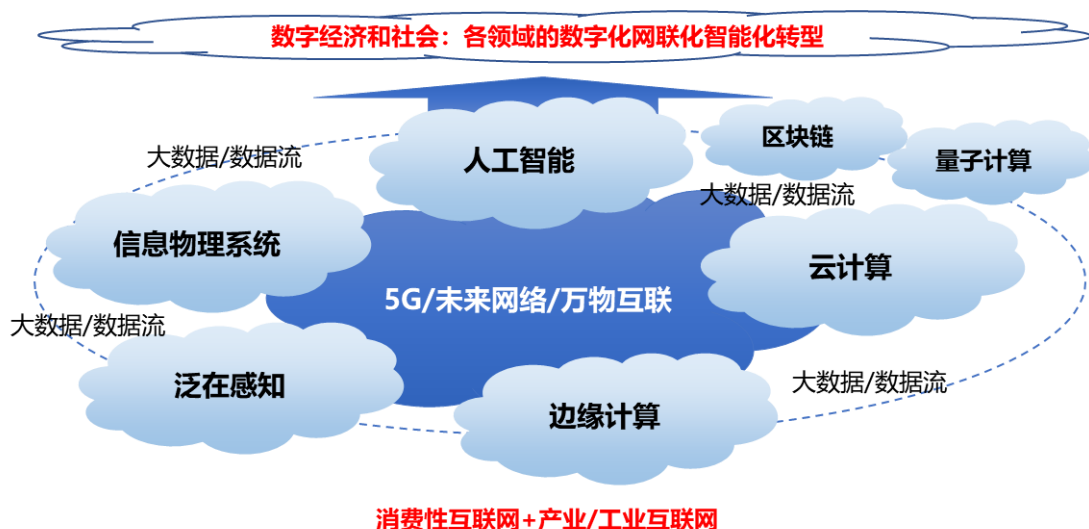 数字经济和社会：各领域的数字化网联化智能化转型
人工智能
区块链
量子计算
大数据/数据流
大数据/数据流
信息物理系统
云计算
5G/未来网络/万物互联
大数据/数据流
泛在感知
大数据/数据流
边缘计算
消费性互联网+产业/工业互联网